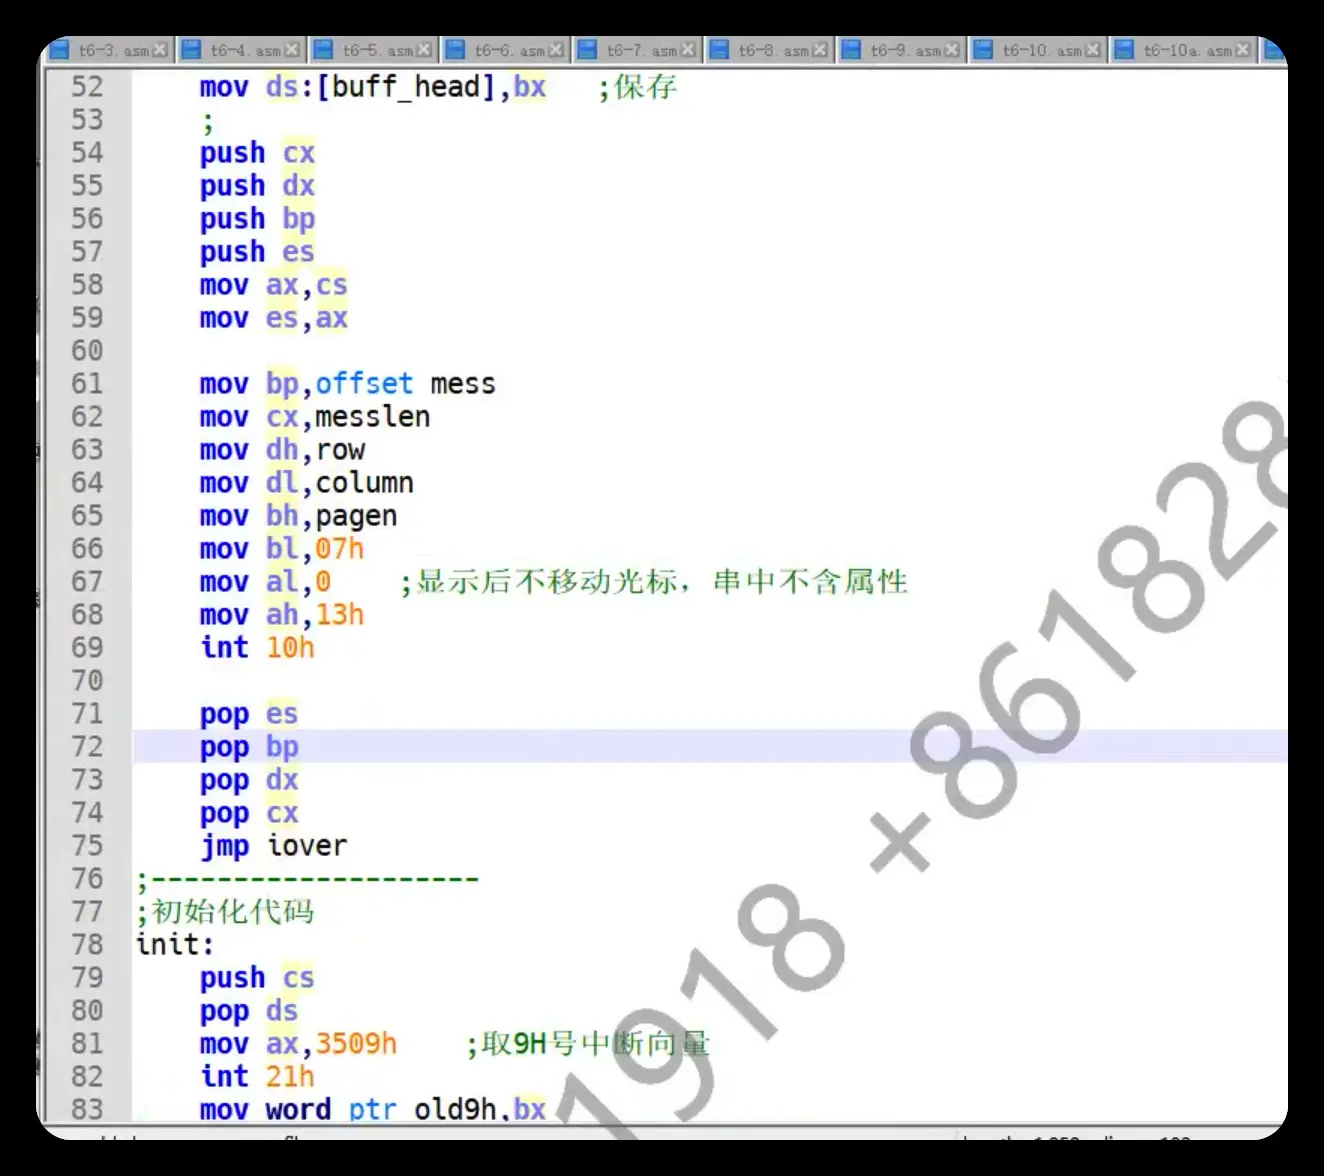 t6-3. asm t6-4. asm t6-5. asm t6-6. asm t6-7. asm t6-8. asm t6-9. asm t6-10. asm t6-10a. asm
52 mov ds:[buff_head],bx ;保存
53 ;
54 push cx
55 push dx
56 push bp
57 push es
58 mov ax,cs
59 mov es,ax
60
61 mov bp,offset mess
62 mov cx,messlen
63 mov dh,row
64 mov dl,column
65 mov bh,pagen
66 mov bl,07h
67 mov al,0 ;显示后不移动光标，串中不含属性
68 mov ah,13h
69 int 10h
70
71 pop es
72 pop bp
73 pop dx
74 pop cx
75 jmp iover
76 ;--------------------
77 ;初始化代码
78 init:
79 push cs
80 pop ds
81 mov ax,3509h ;取9H号中断向量
82 int 21h
83 mov word ptr old9h,bx
1918 +861828